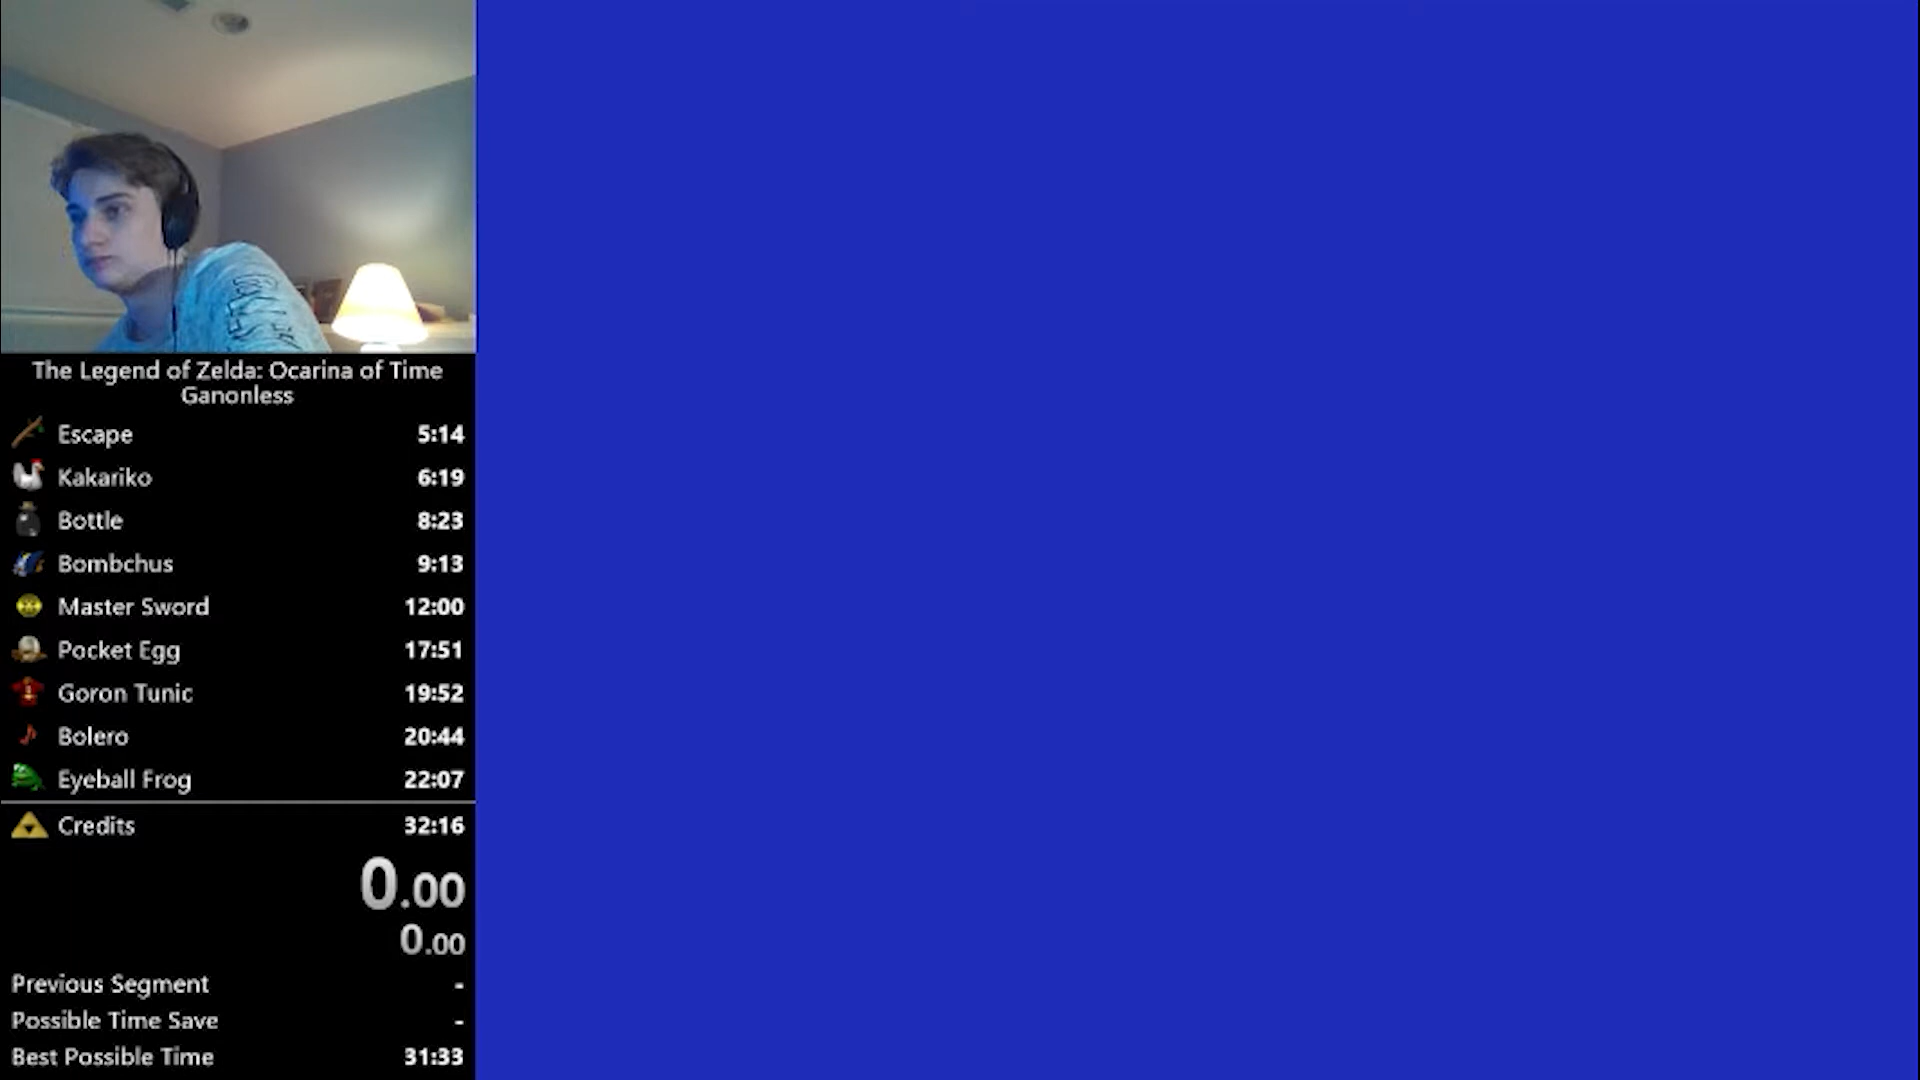 The Legend of Zelda: Ocarina of Time
Ganonless
Escape 5:14
Kakariko 6:19
Bottle 8:23
Bombchus 9:13
Master Sword 12:00
Pocket Egg 17:51
Goron Tunic 19:52
Bolero 20:44
Eyeball Frog 22:07
Credits 32:16
0.00
0.00
Previous Segment -
Possible Time Save -
Best Possible Time 31:33